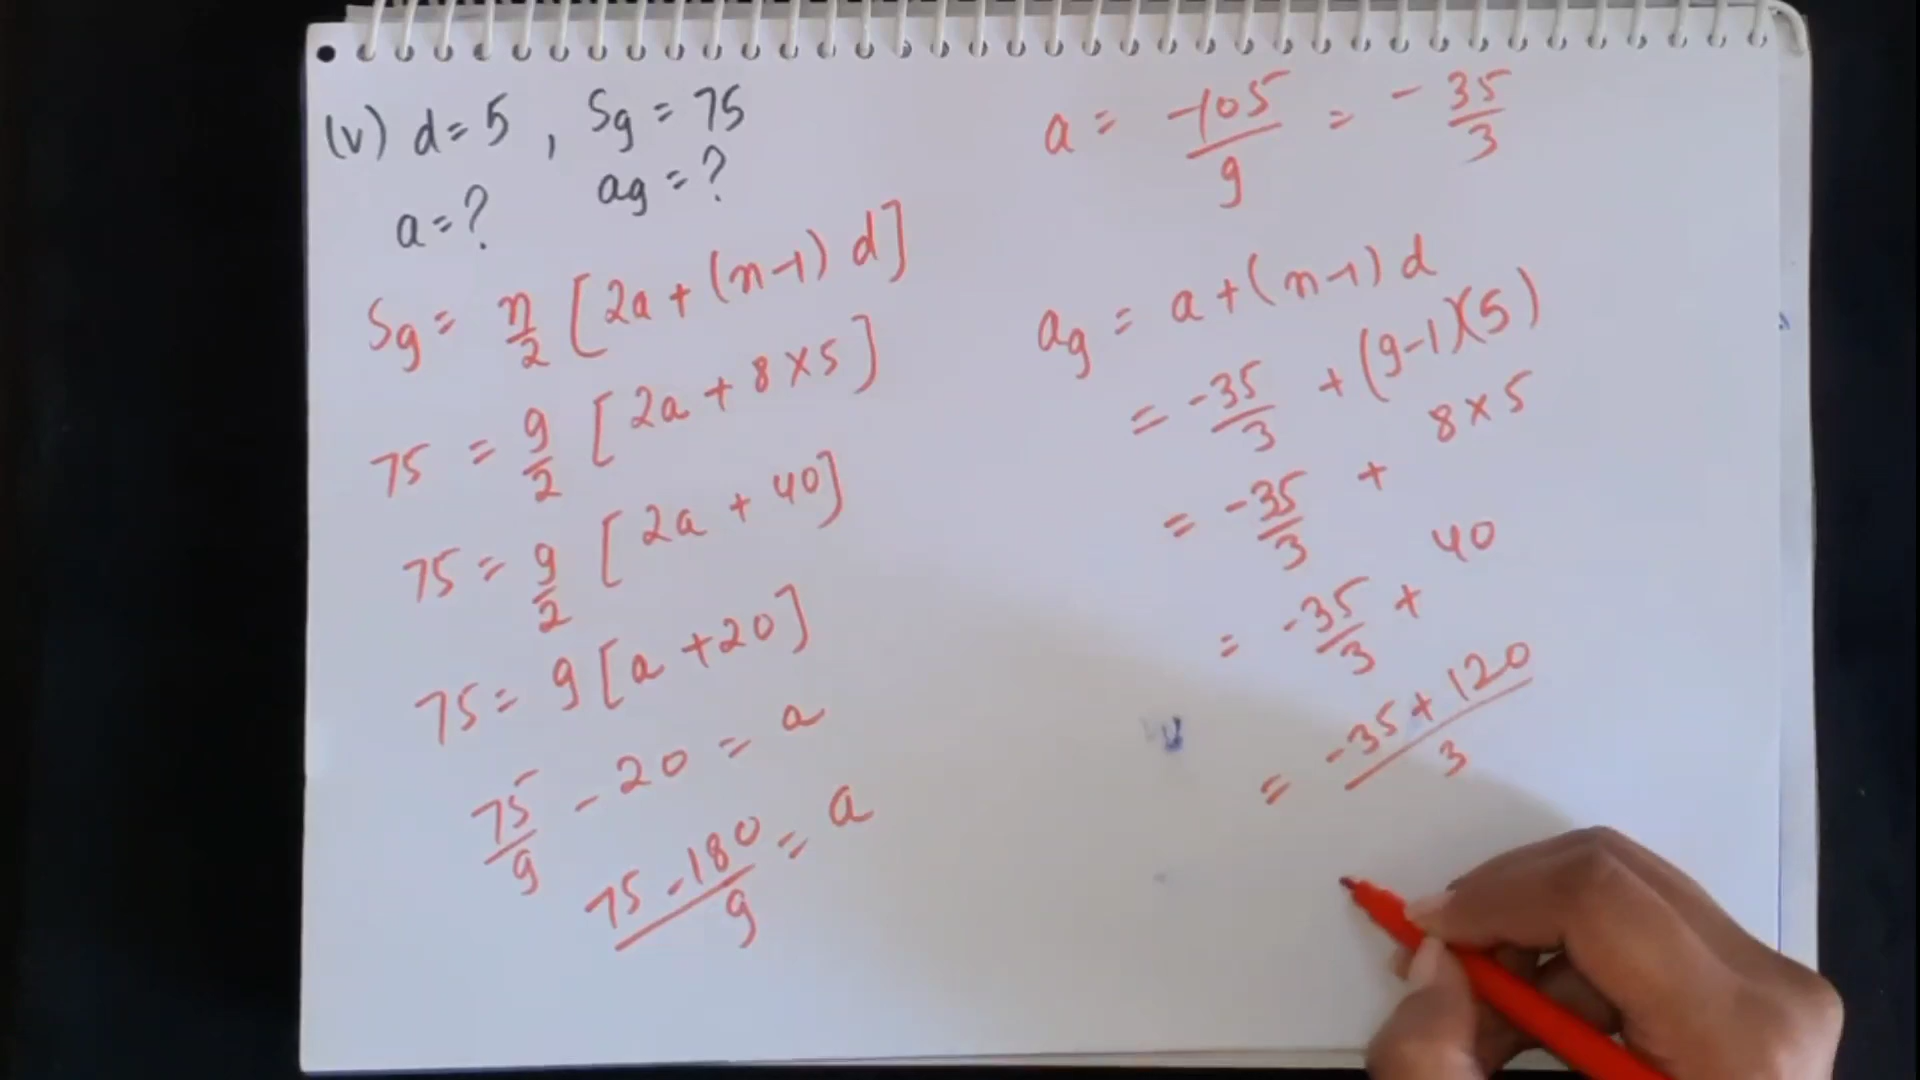 (v) d=5 , S9 = 75
a=? a9 = ?
S9 = n/2 [2a + (n-1) d]
75 = 9/2 [2a + 8×5]
75 = 9/2 [2a + 40]
75 = 9 [a + 20]
75/9 - 20 = a
75 - 180/9 = a
a = -105/9 = - 35/3
a9 = a + (n-1) d
= -35/3 + (9-1)(5)
= -35/3 + 8×5
= -35/3 + 40
= -35 + 120/3